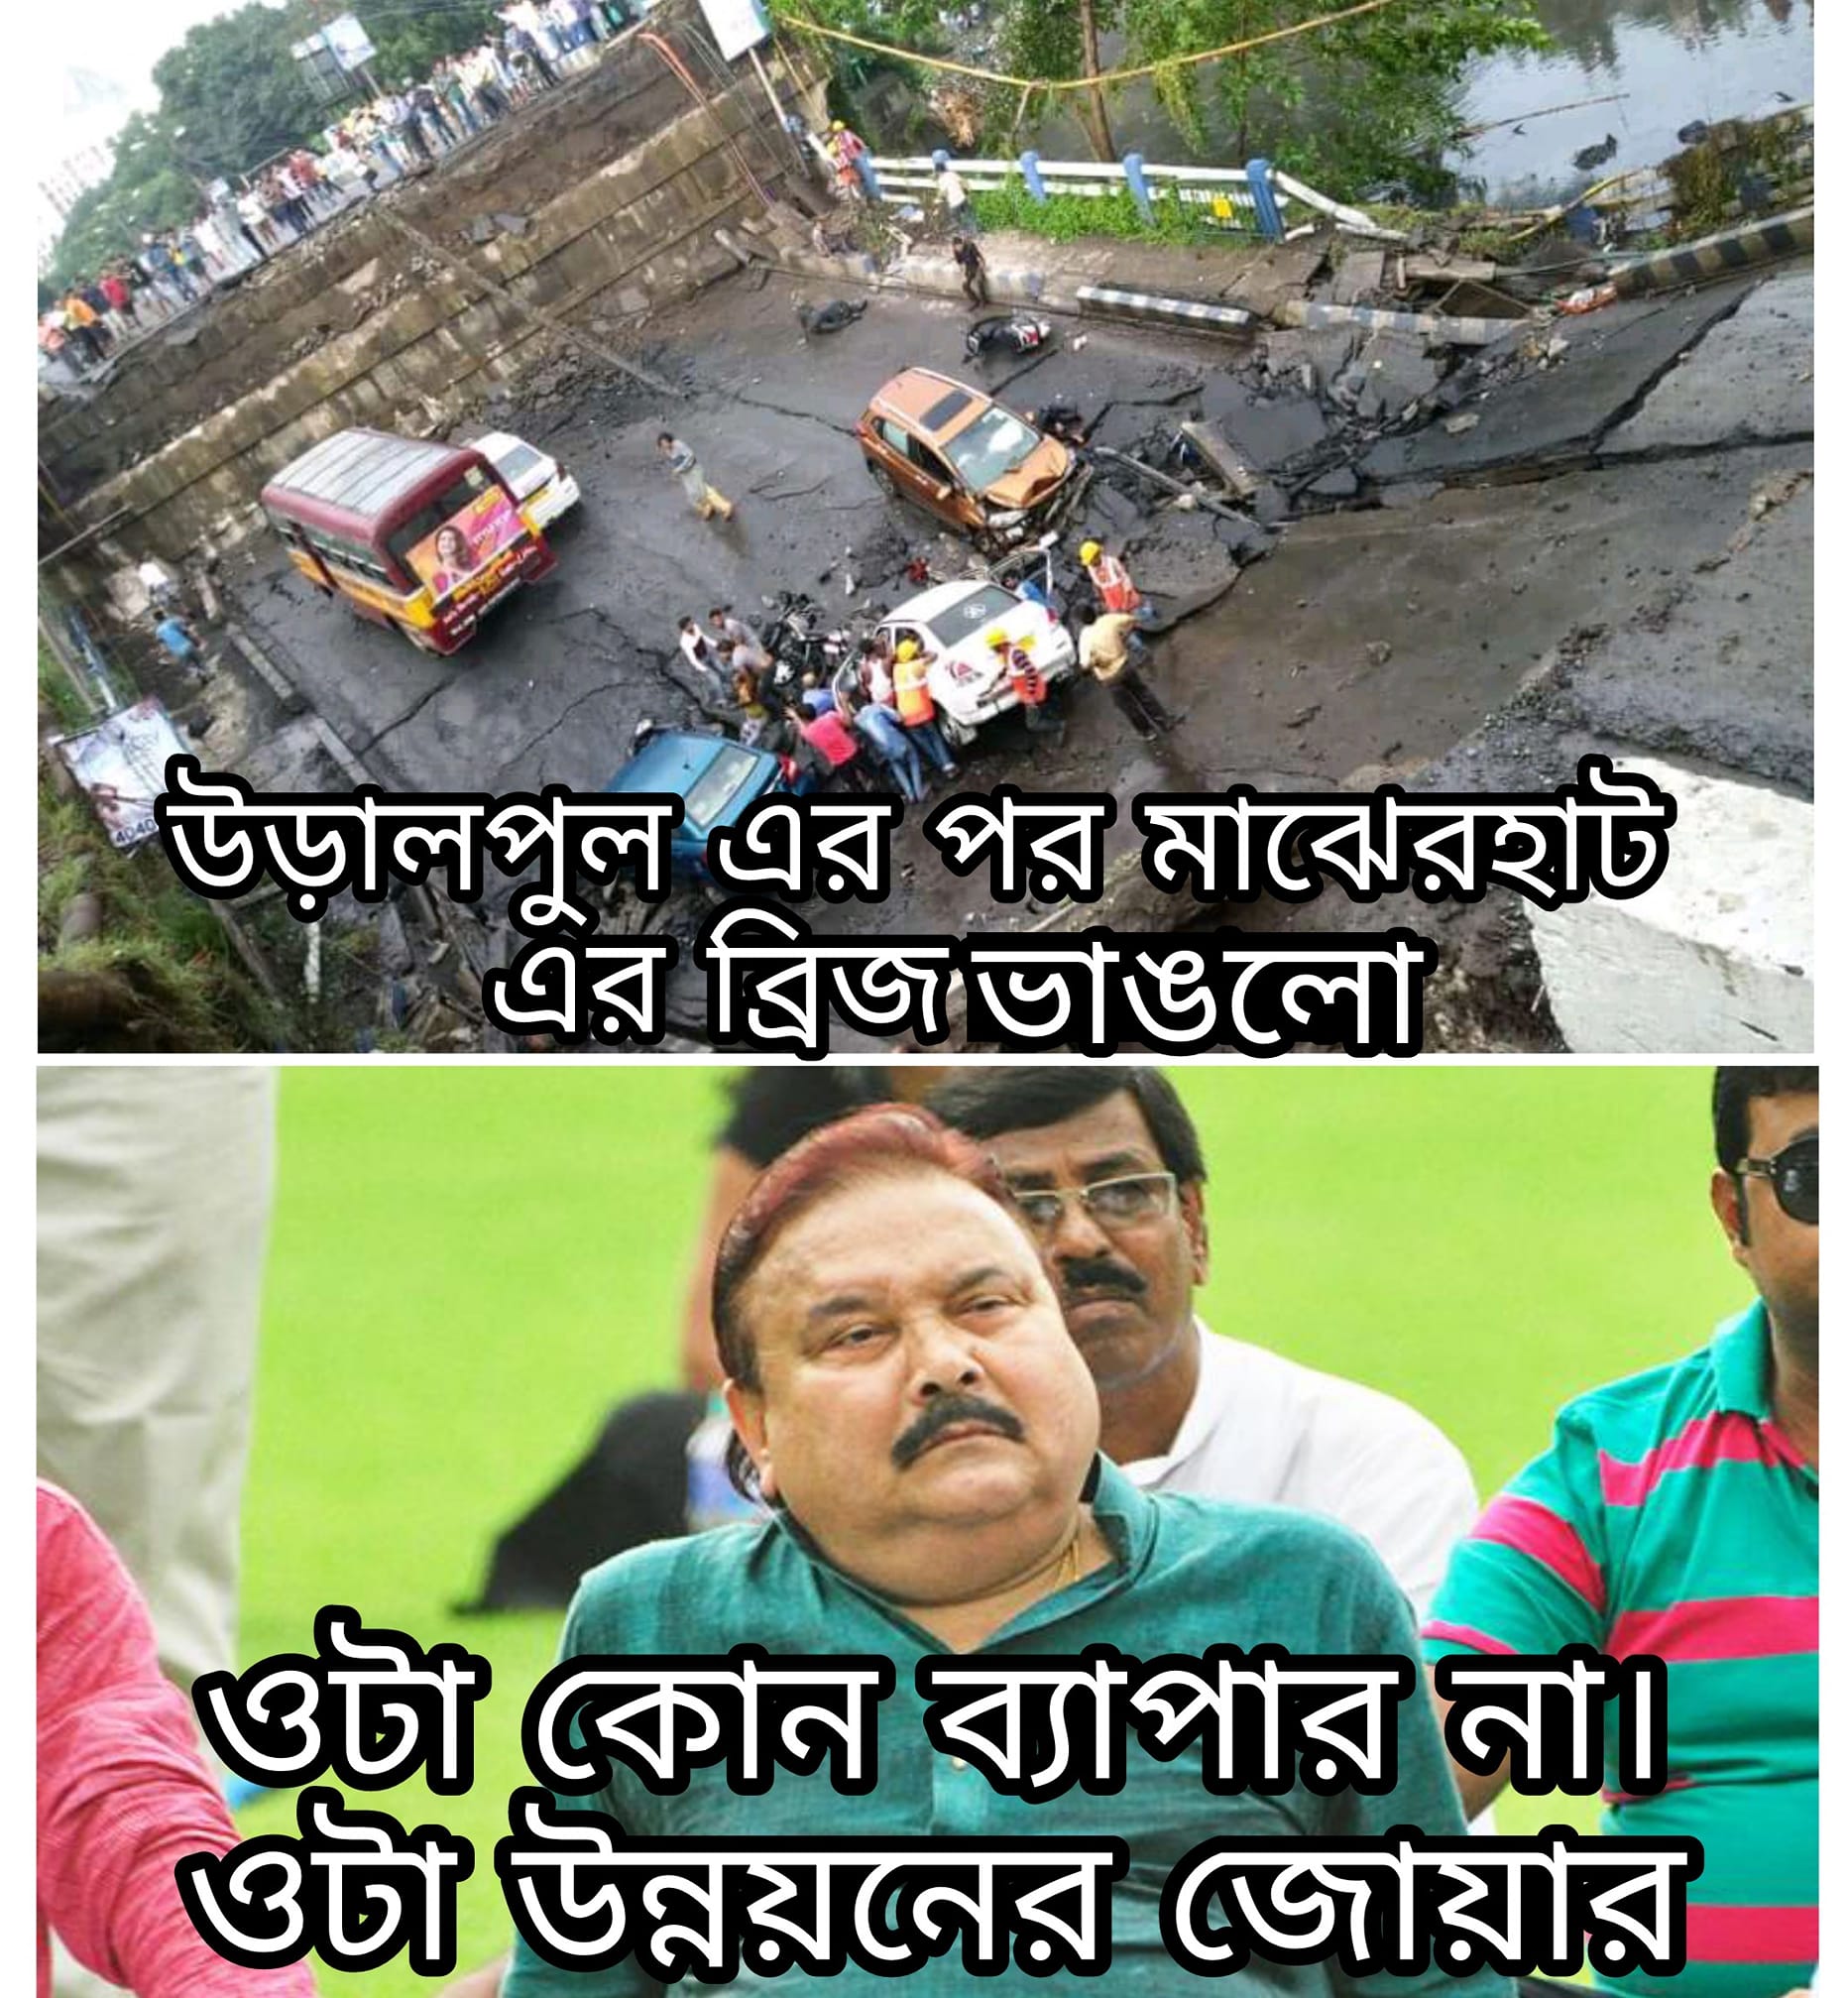 উড়ালপুল এর পর মাঝেরহাট
এর ব্রিজ ভাঙলো
ওটা কোন ব্যাপার না।
ওটা উন্নয়নের জোয়ার